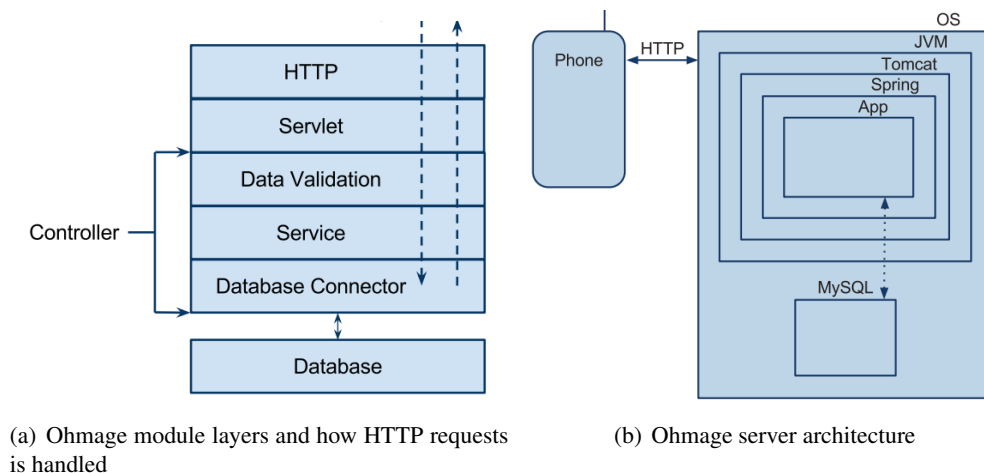 HTTP
Servlet
Data Validation
Service
Database Connector
Database
Controller
(a) Ohmage module layers and how HTTP requests
is handled
Phone
HTTP
OS
JVM
Tomcat
Spring
App
MySQL
(b) Ohmage server architecture